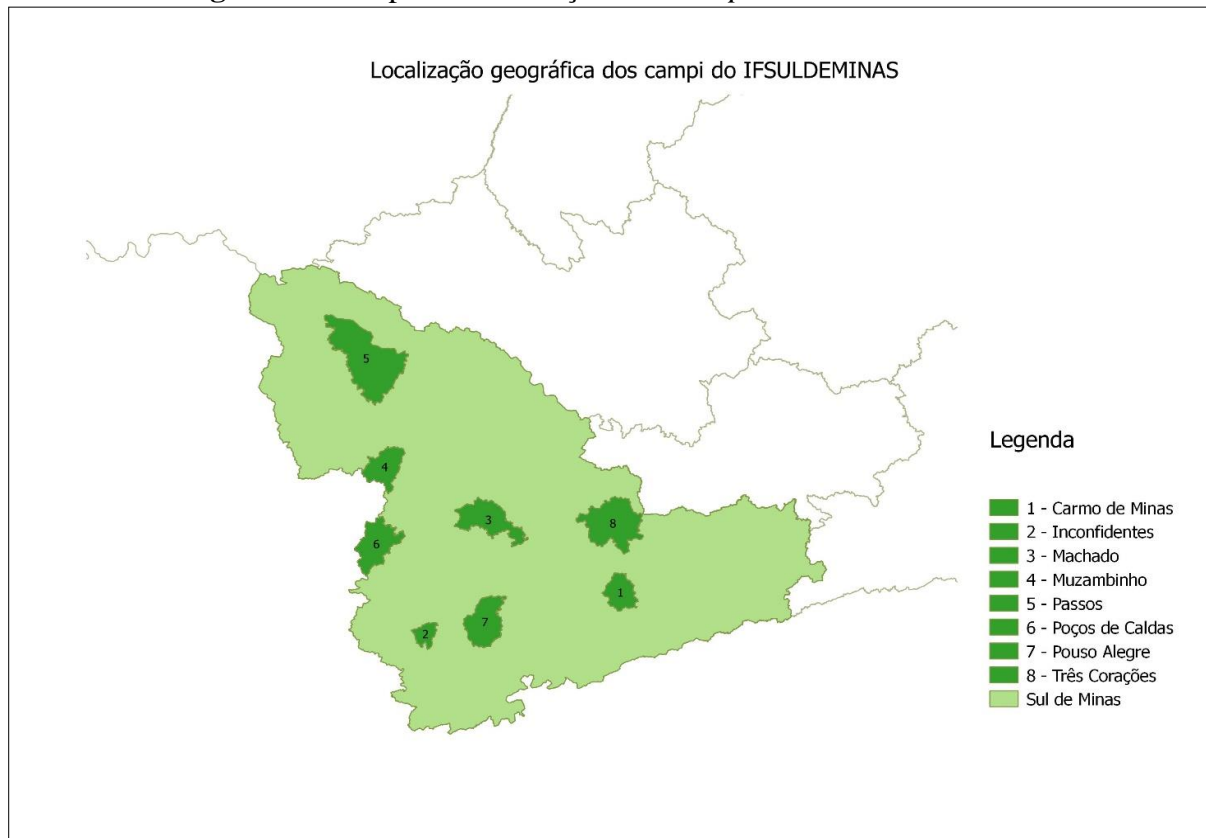 Localização geográfica dos campi do IFSULDEMINAS
5
4
3
8
6
1
7
2
Legenda
1 - Carmo de Minas
2 - Inconfidentes
3 - Machado
4 - Muzambinho
5 - Passos
6 - Poços de Caldas
7 - Pouso Alegre
8 - Três Corações
Sul de Minas